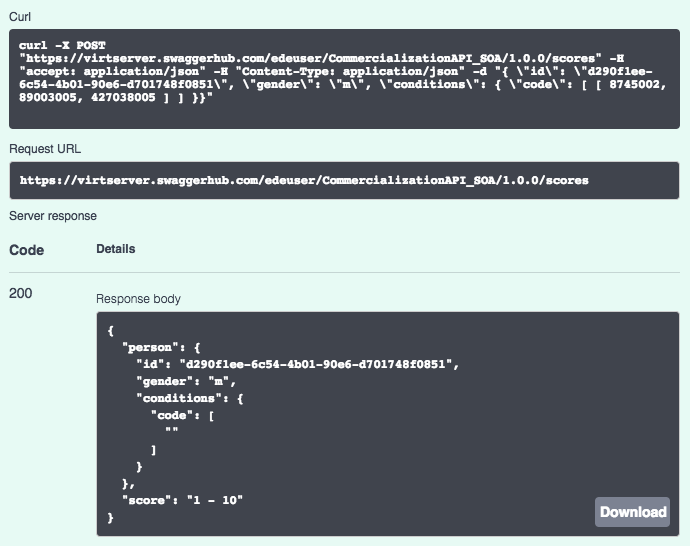 Curl
curl -X POST
"https://virtserver.swaggerhub.com/edeuser/CommercializationAPI_SOA/1.0.0/scores" -H
"accept: application/json" -H "Content-Type: application/json" -d "{ \"id\": \"d290f1ee-
6c54-4b01-90e6-d701748f0851\", \"gender\": \"m\", \"conditions\": { \"code\": [ [ 8745002,
89003005, 427038005 ] ] }}"
Request URL
https://virtserver.swaggerhub.com/edeuser/CommercializationAPI_SOA/1.0.0/scores
Server response
Code Details
200
Response body
{
"person": {
"id": "d290f1ee-6c54-4b01-90e6-d701748f0851",
"gender": "m",
"conditions": {
"code": [
""
]
}
},
"score": "1 - 10"
}
Download